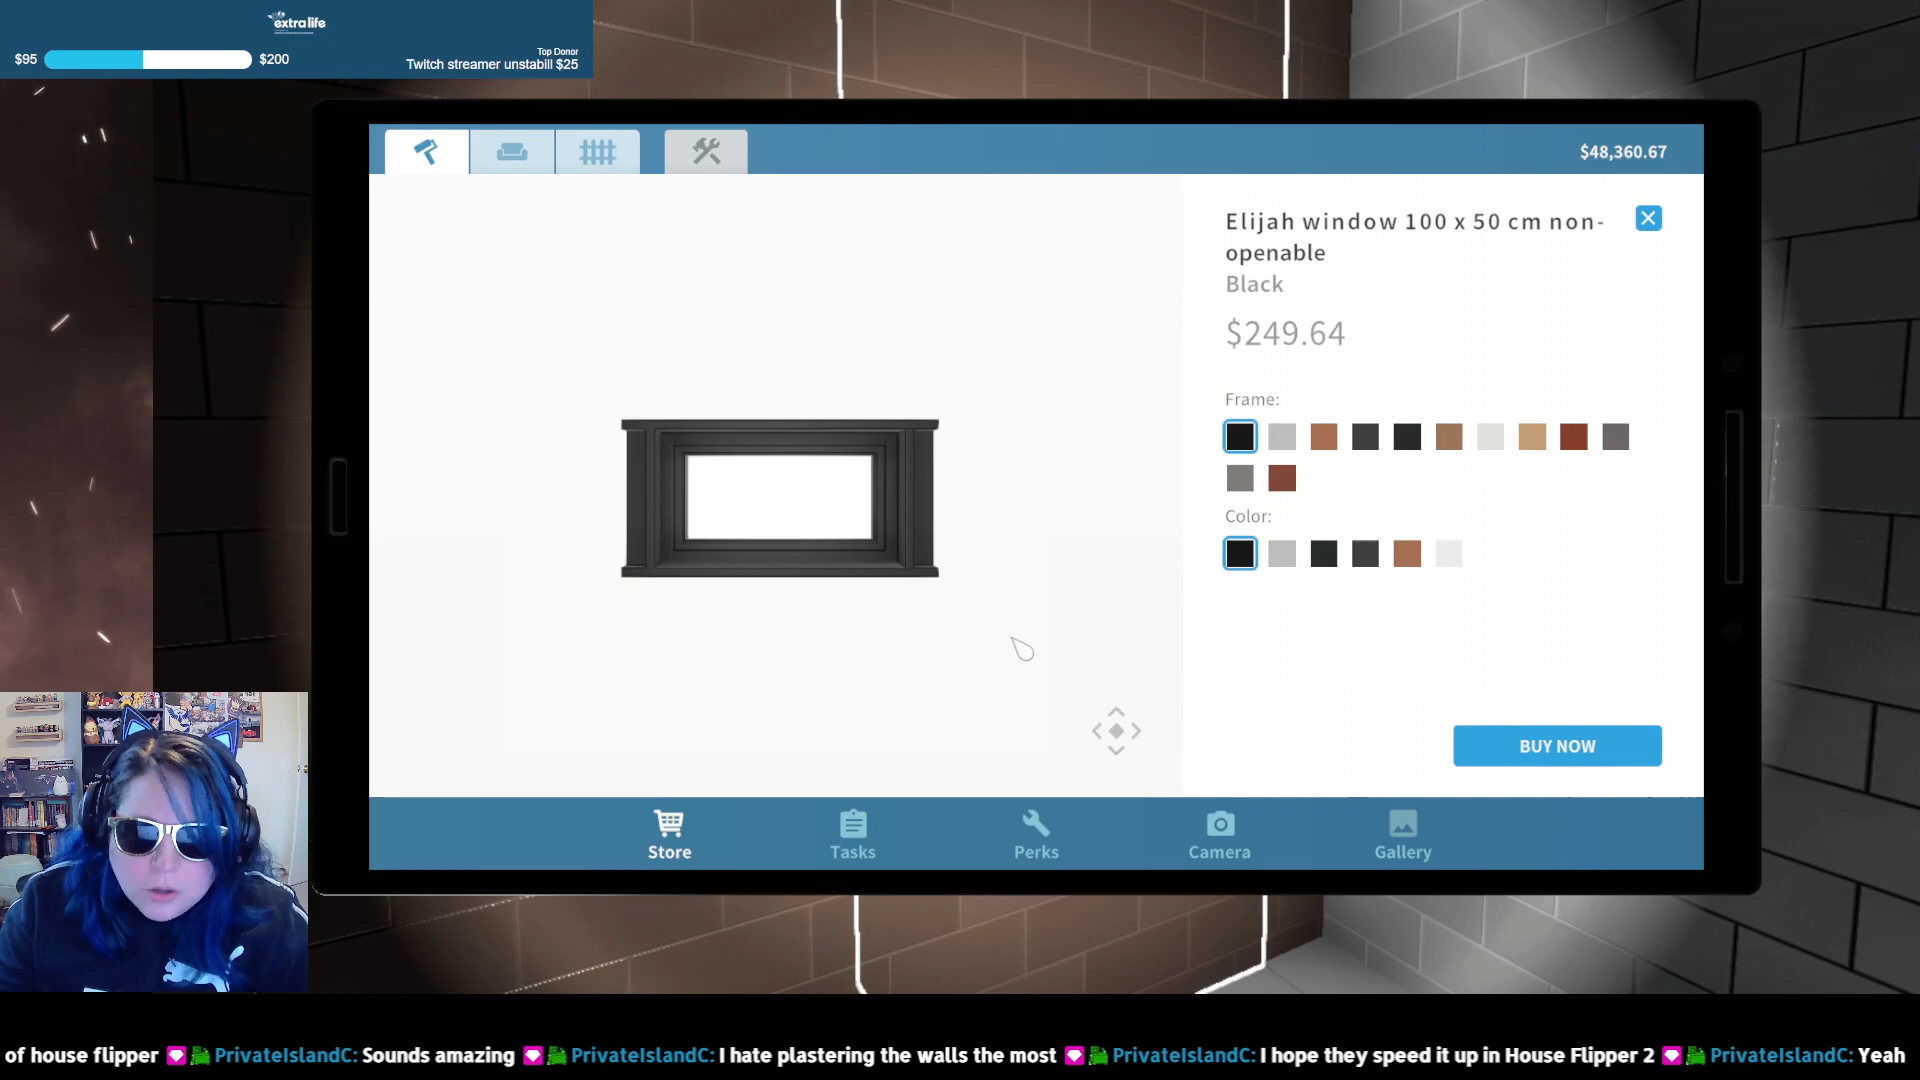 extralife
$95
$200
Top Donor
Twitch streamer unstabill $25
$48,360.67
Elijah window 100 x 50 cm non-
openable
Black
$249.64
Frame:
Color:
BUY NOW
Store
Tasks
Perks
Camera
Gallery
of house flipper PrivateIslandC: Sounds amazing PrivateIslandC: I hate plastering the walls the most PrivateIslandC: I hope they speed it up in House Flipper 2 PrivateIslandC: Yeah